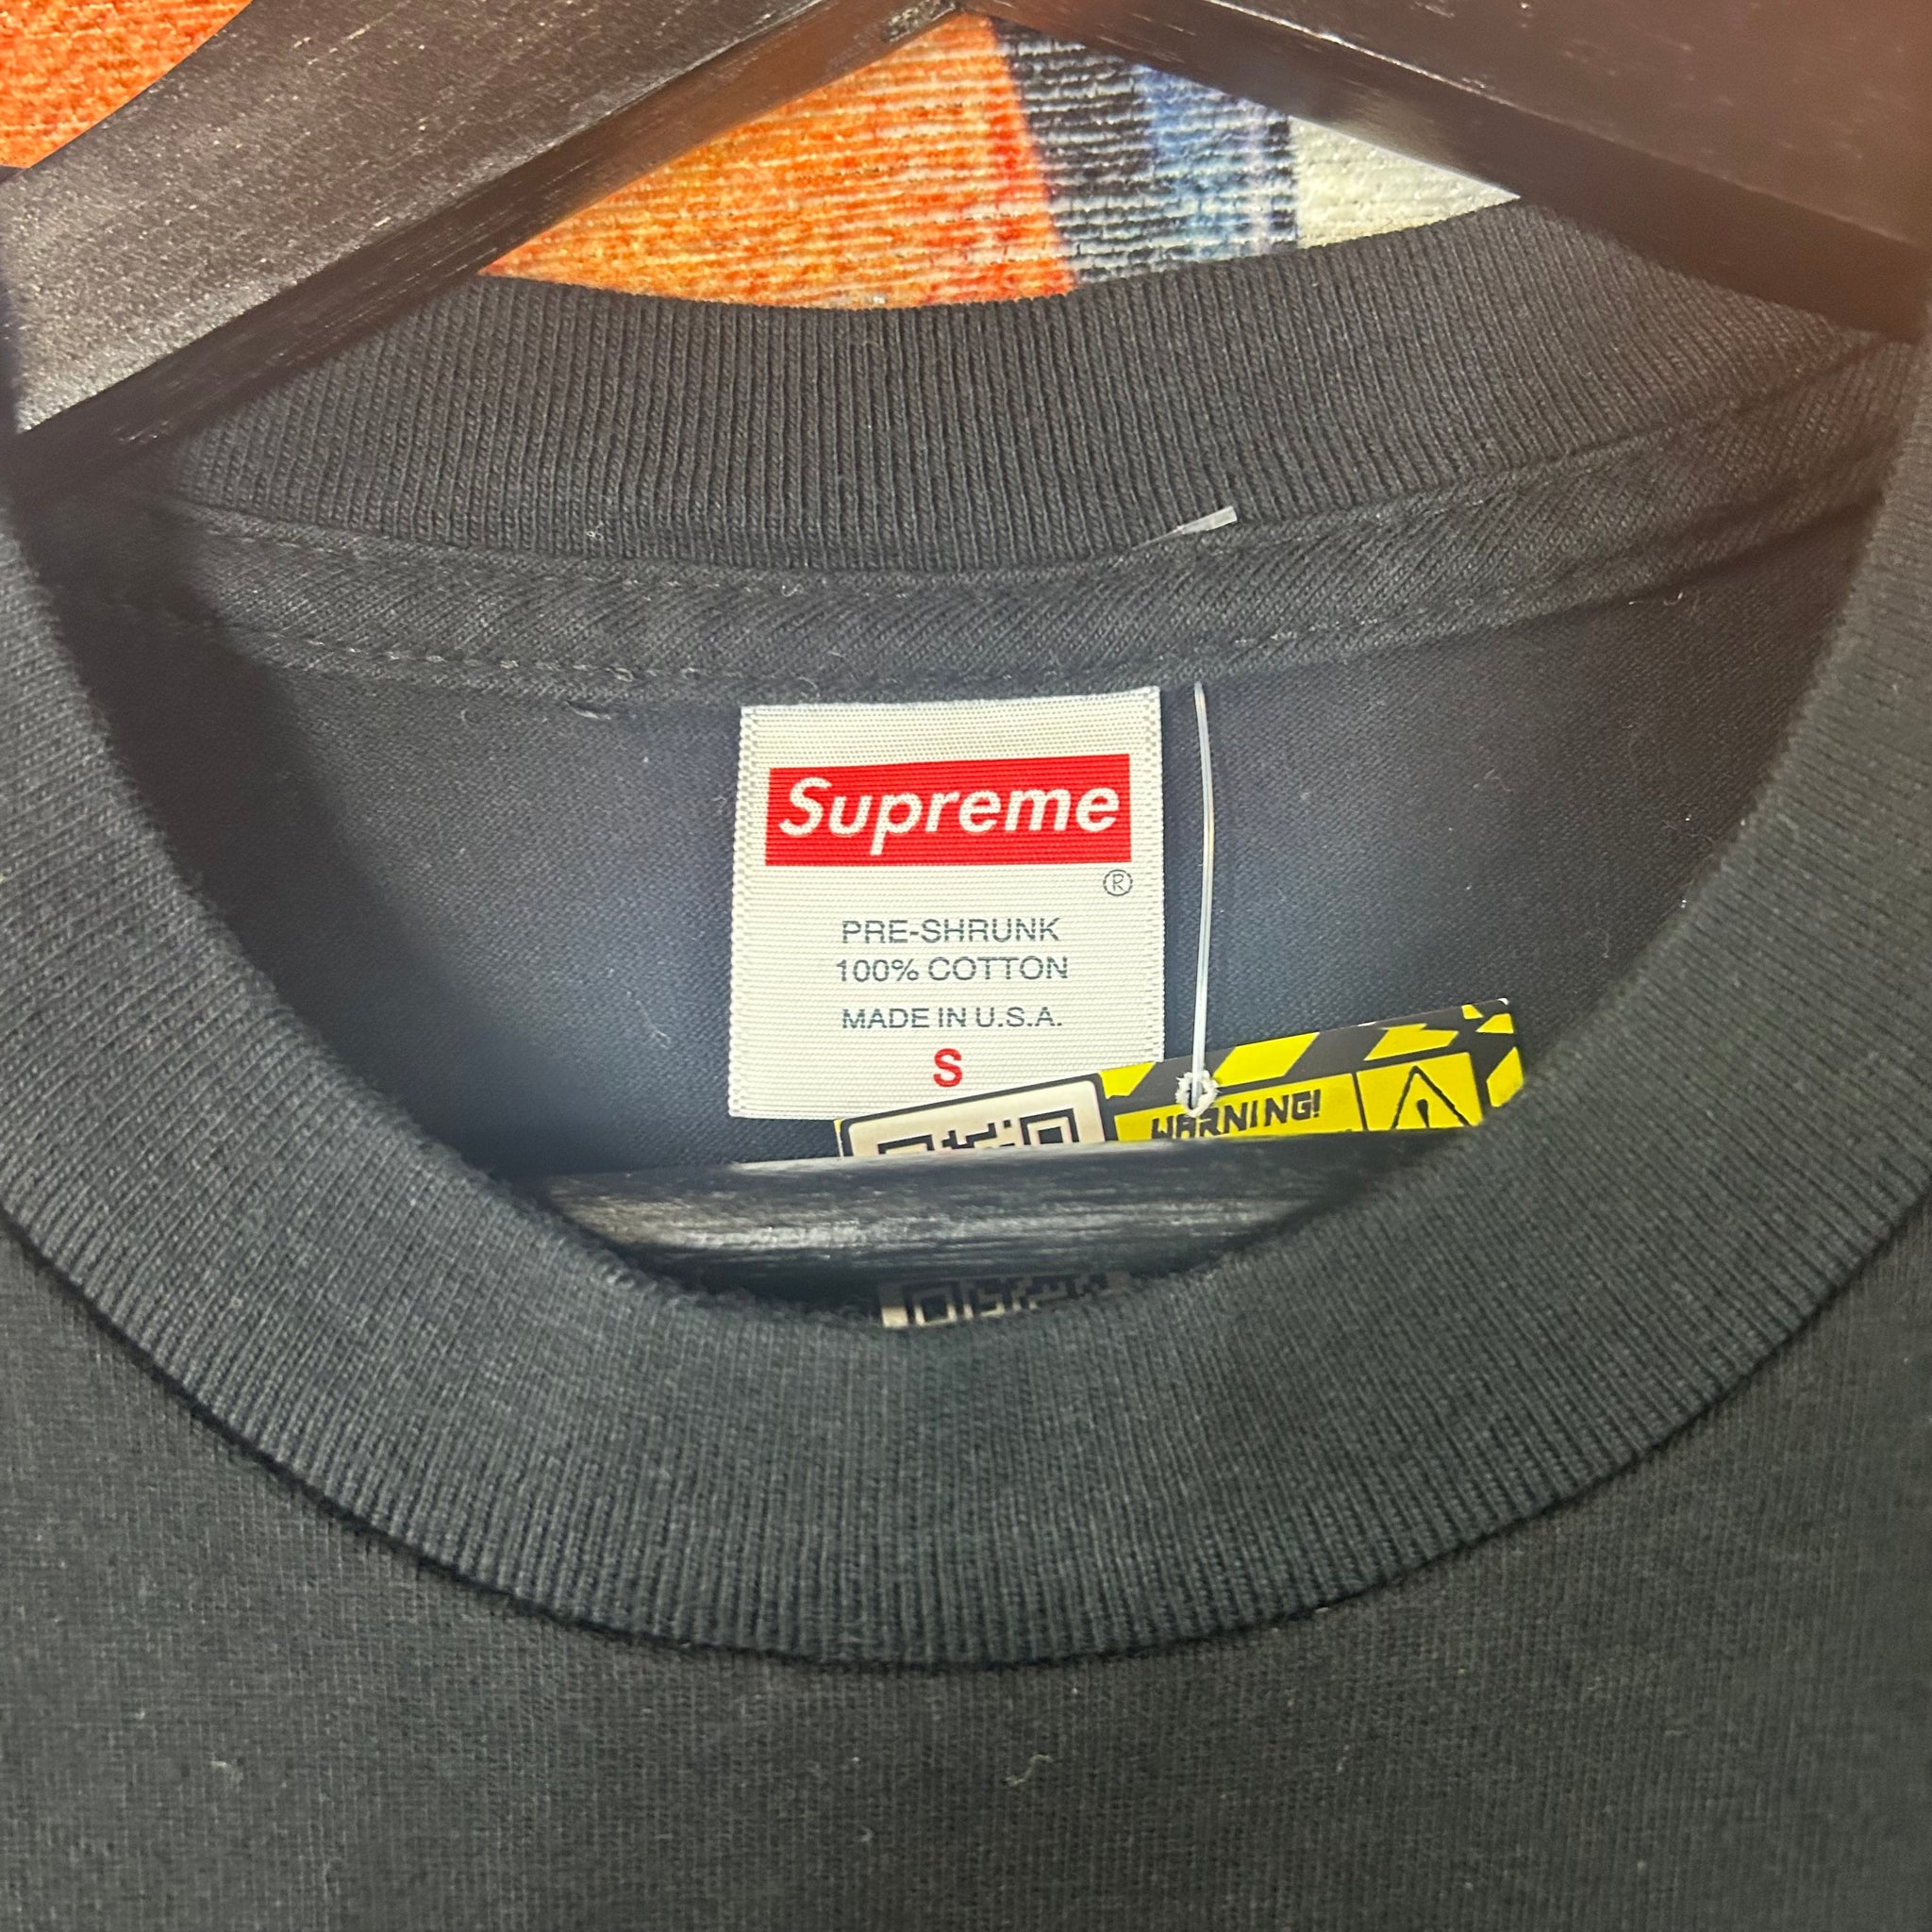 Supreme
®
PRE-SHRUNK
100% COTTON
MADE IN U.S.A.
S
WARNING!